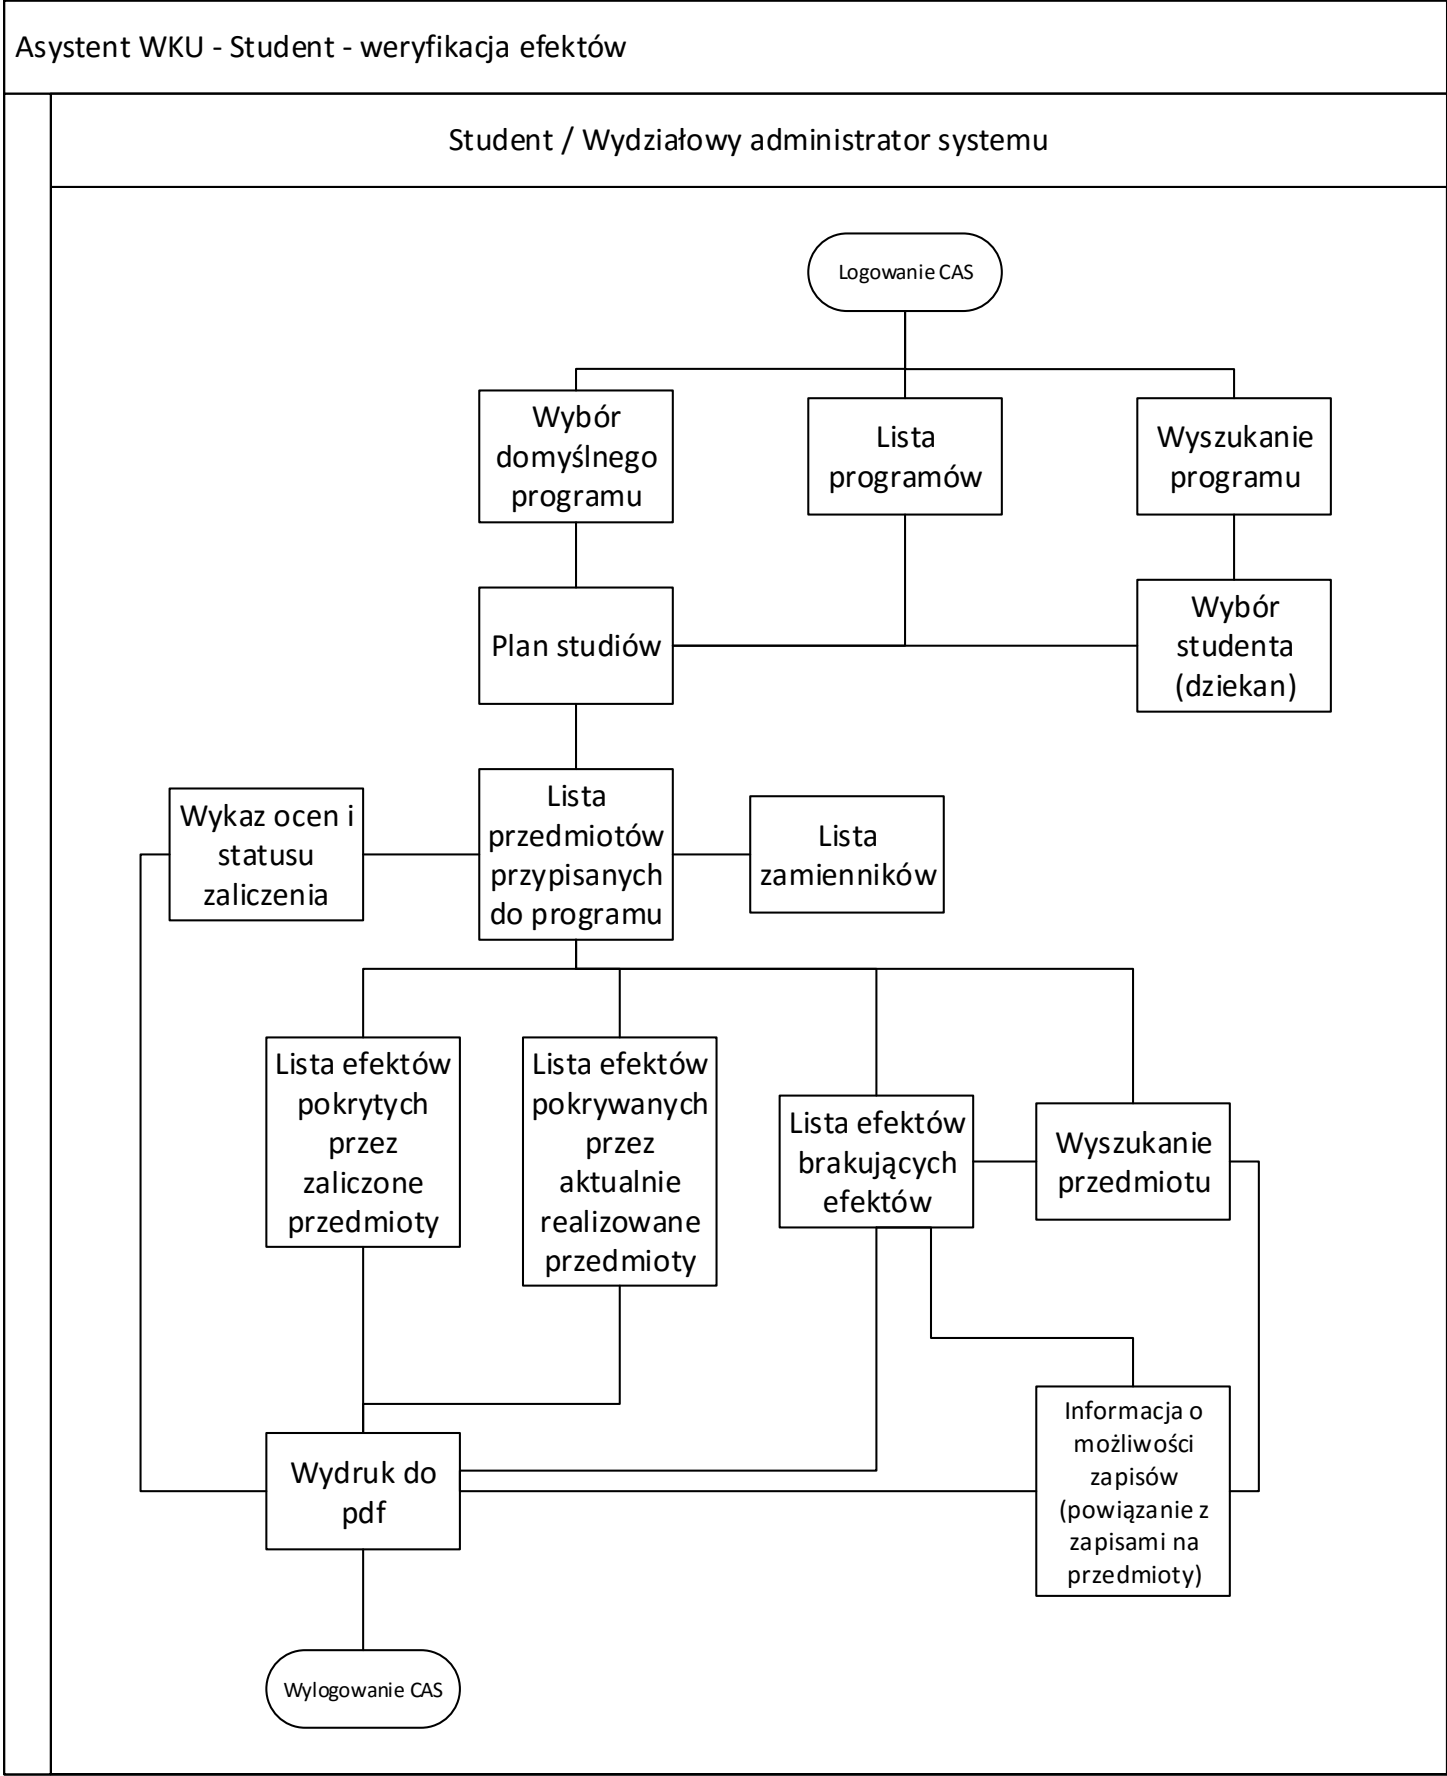 Asystent WKU - Student - weryfikacja efektów
Student / Wydziałowy administrator systemu
Logowanie CAS
Wybór
domyślnego
programu
Lista
programów
Wyszukanie
programu
Plan studiów
Wybór
studenta
(dziekan)
Wykaz ocen i
statusu
zaliczenia
Lista
przedmiotów
przypisanych
do programu
Lista
zamienników
Lista efektów
pokrytych
przez
zaliczone
przedmioty
Lista efektów
pokrywanych
przez
aktualnie
realizowane
przedmioty
Lista efektów
brakujących
efektów
Wyszukanie
przedmiotu
Wydruk do
pdf
Informacja o
możliwości
zapisów
(powiązanie z
zapisami na
przedmioty)
Wylogowanie CAS